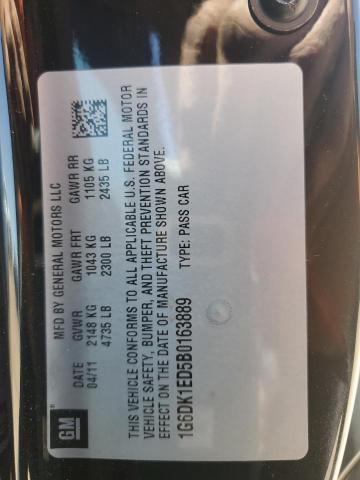 GM
MFD BY GENERAL MOTORS LLC
DATE GVWR GAWR FRT GAWR RR
04/11 2148 KG 1043 KG 1105 KG
4735 LB 2300 LB 2435 LB
THIS VEHICLE CONFORMS TO ALL APPLICABLE U.S. FEDERAL MOTOR
VEHICLE SAFETY, BUMPER, AND THEFT PREVENTION STANDARDS IN
EFFECT ON THE DATE OF MANUFACTURE SHOWN ABOVE.
1G6DK1ED5B0163889 TYPE: PASS CAR